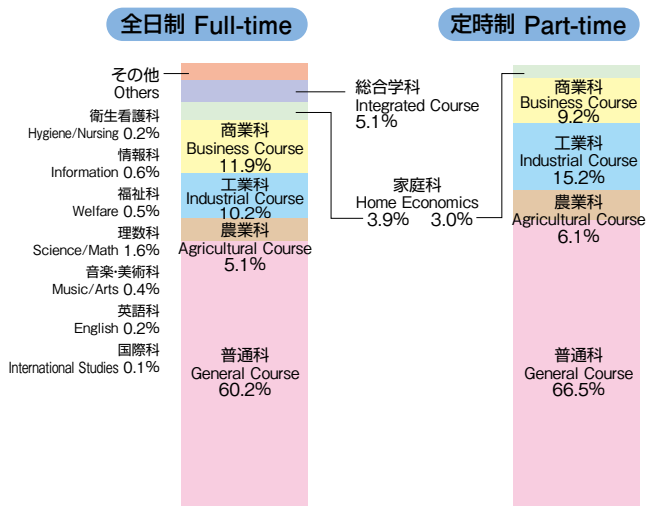 全日制 Full-time
定時制 Part-time
その他
Others
衛生看護科
Hygiene/Nursing 0.2%
情報科
Information 0.6%
福祉科
Welfare 0.5%
理数科
Science/Math 1.6%
音楽・美術科
Music/Arts 0.4%
英語科
English 0.2%
国際科
International Studies 0.1%
商業科
Business Course
11.9%
工業科
Industrial Course
10.2%
農業科
Agricultural Course
5.1%
普通科
General Course
60.2%
総合学科
Integrated Course
5.1%
家庭科
Home Economics
3.9% 3.0%
商業科
Business Course
9.2%
工業科
Industrial Course
15.2%
農業科
Agricultural Course
6.1%
普通科
General Course
66.5%